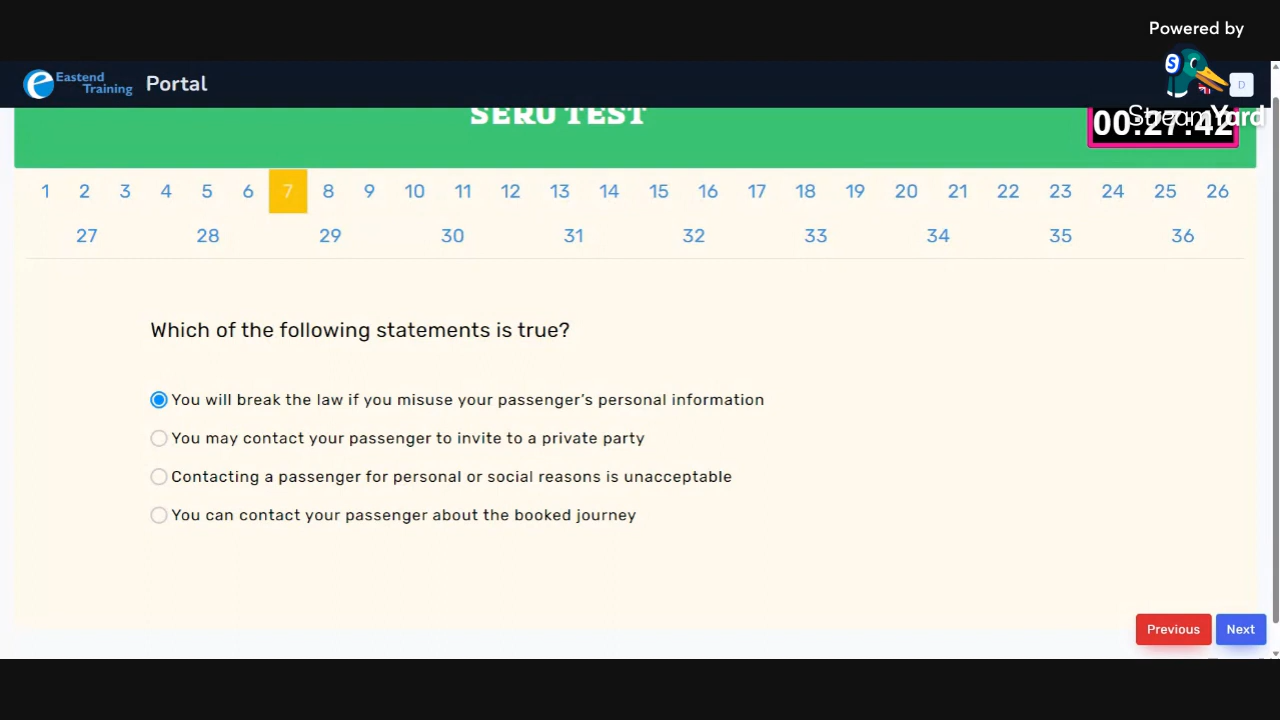 Powered by
Eastend
Training
Portal
D
StreamYard
SERU TEST
00:27:42
1 2 3 4 5 6 7 8 9 10 11 12 13 14 15 16 17 18 19 20 21 22 23 24 25 26
27 28 29 30 31 32 33 34 35 36
Which of the following statements is true?
You will break the law if you misuse your passenger's personal information
You may contact your passenger to invite to a private party
Contacting a passenger for personal or social reasons is unacceptable
You can contact your passenger about the booked journey
Previous Next